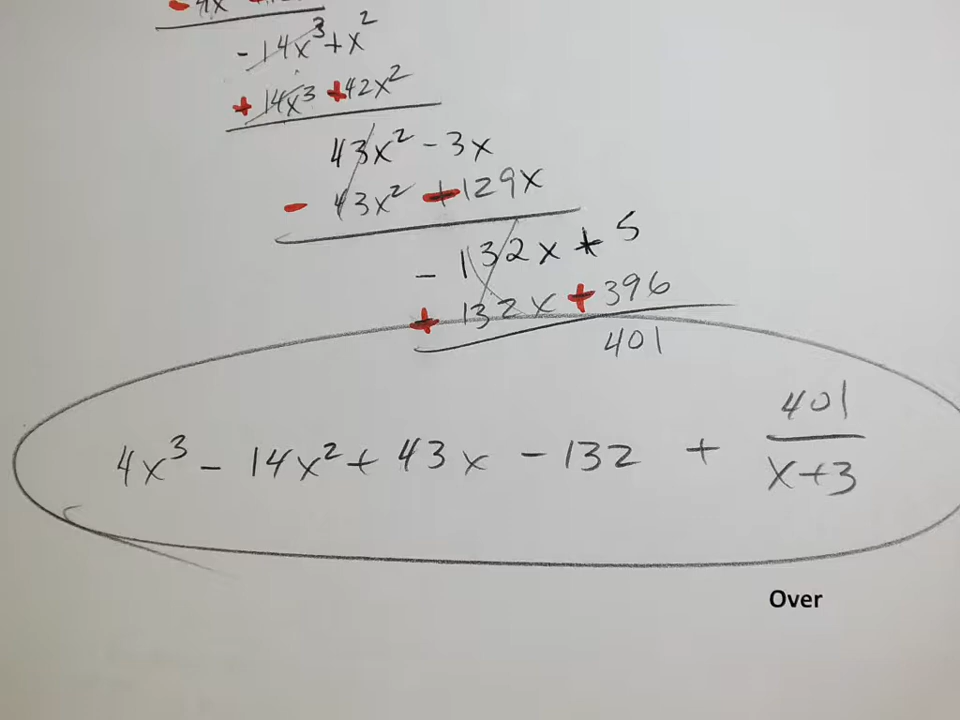 - 14x³ + x²
+ 14x³ + 42x²
43x² - 3x
- 43x² - 129x
- 132x + 5
+ 132x + 396
401
4x³ - 14x² + 43x - 132 + 401/(x+3)
Over